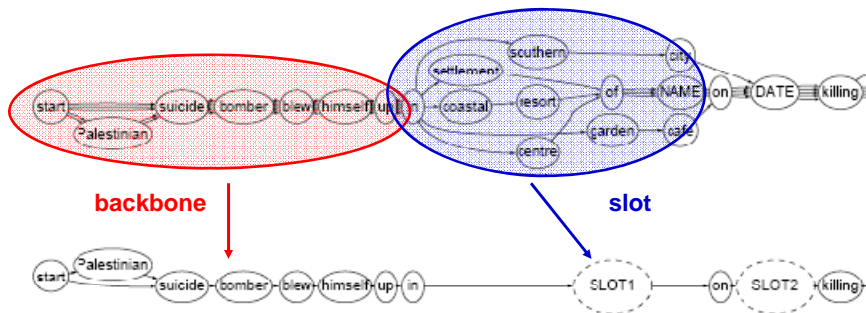 southern city
settlement
start suicide bomber blew himself up in coastal resort of NAME on DATE killing
Palestinian garden cafe
centre
backbone slot
Palestinian
start suicide bomber blew himself up in SLOT1 on SLOT2 killing